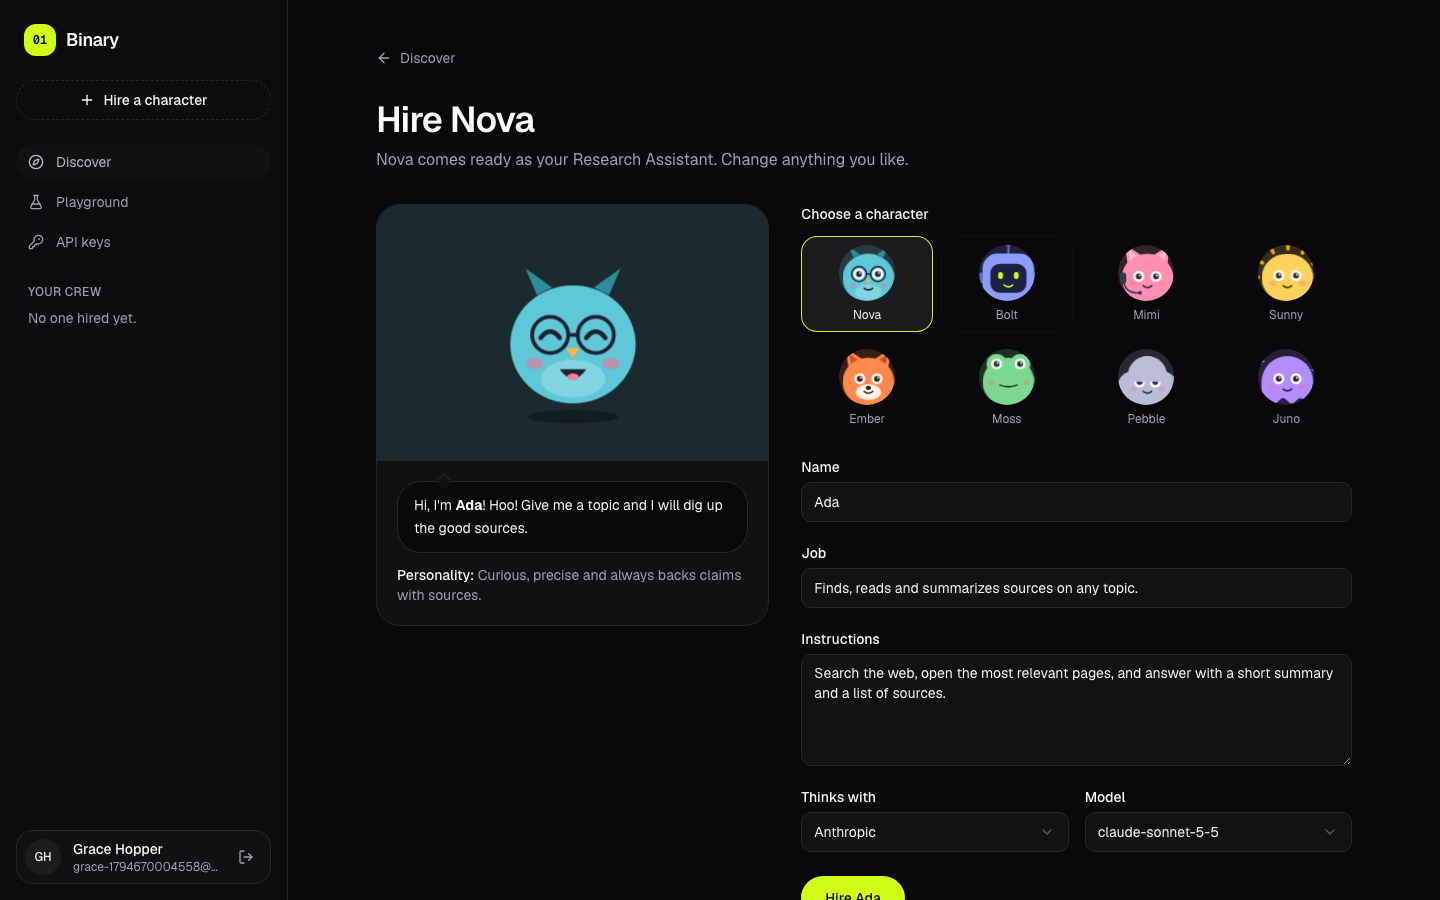 01 Binary
Hire a character
Discover
Playground
API keys
YOUR CREW
No one hired yet.
GH
Grace Hopper
grace-1794670004558@...
Discover
Hire Nova
Nova comes ready as your Research Assistant. Change anything you like.
Hi, I'm Ada! Hoo! Give me a topic and I will dig up
the good sources.
Personality: Curious, precise and always backs claims
with sources.
Choose a character
Nova
Bolt
Mimi
Sunny
Ember
Moss
Pebble
Juno
Name
Ada
Job
Finds, reads and summarizes sources on any topic.
Instructions
Search the web, open the most relevant pages, and answer with a short summary
and a list of sources.
Thinks with
Model
Anthropic
claude-sonnet-5-5
Hire Ada